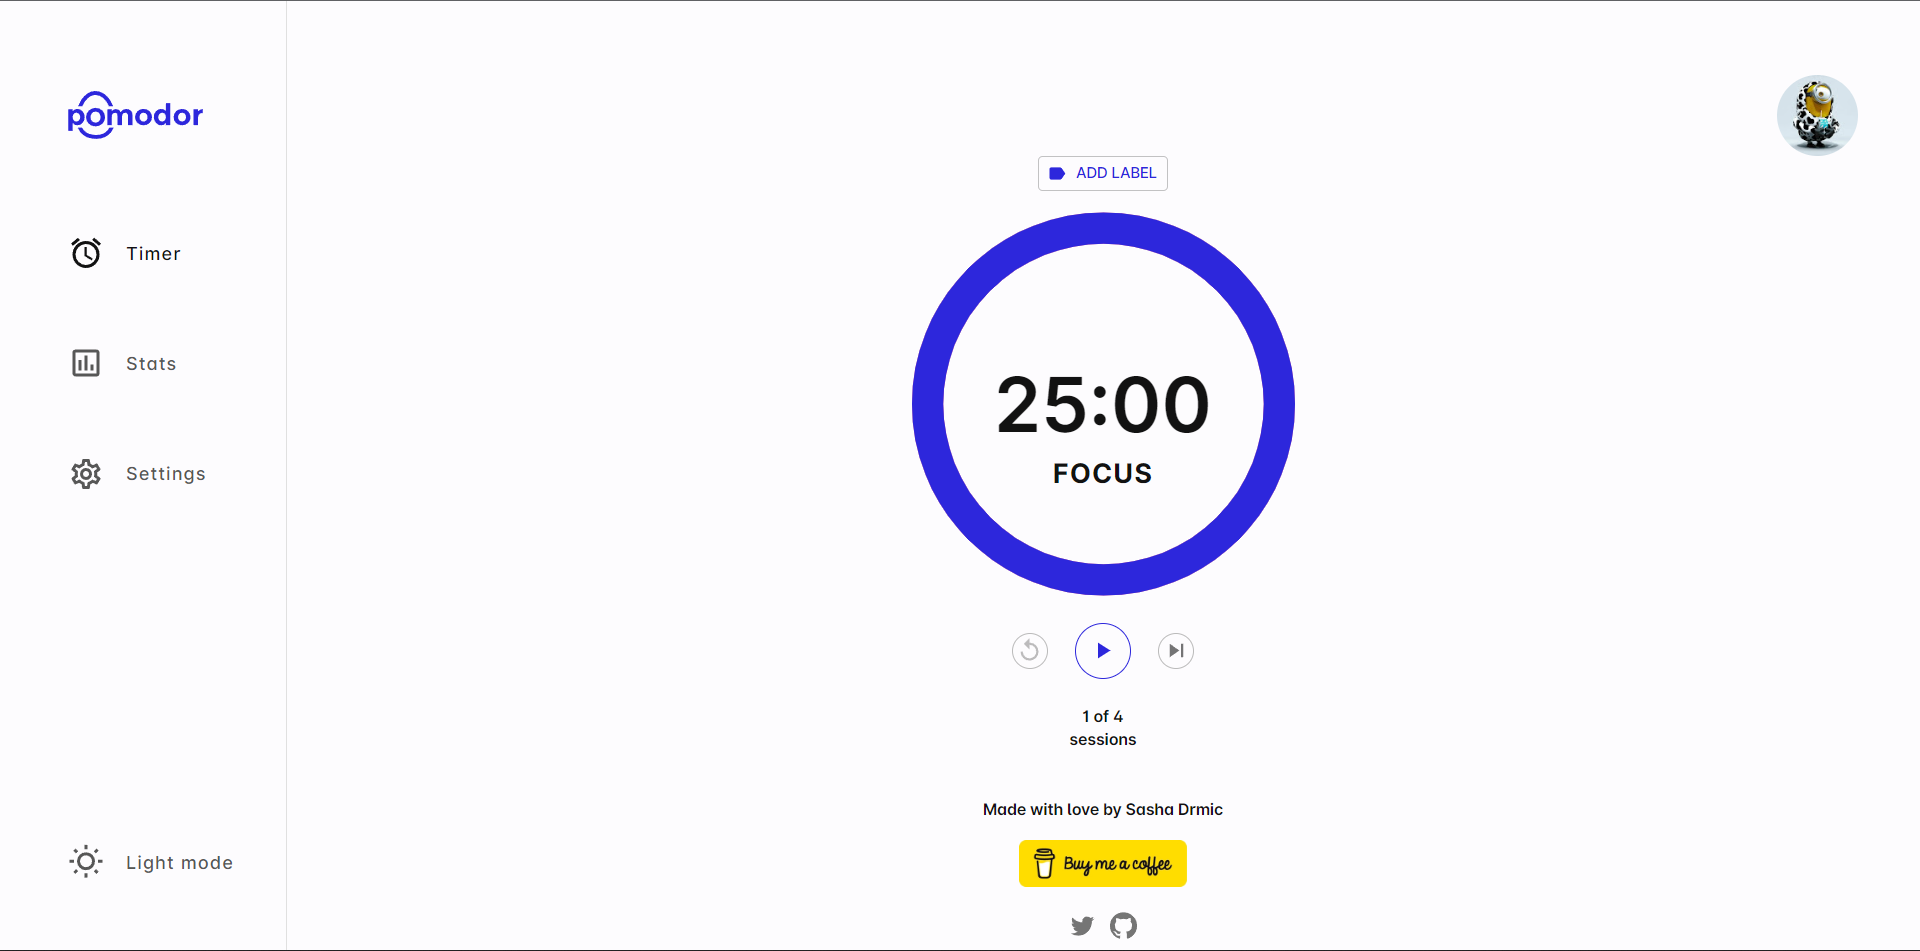 pomodor
Timer
Stats
Settings
Light mode
ADD LABEL
25:00
FOCUS
1 of 4
sessions
Made with love by Sasha Drmic
Buy me a coffee